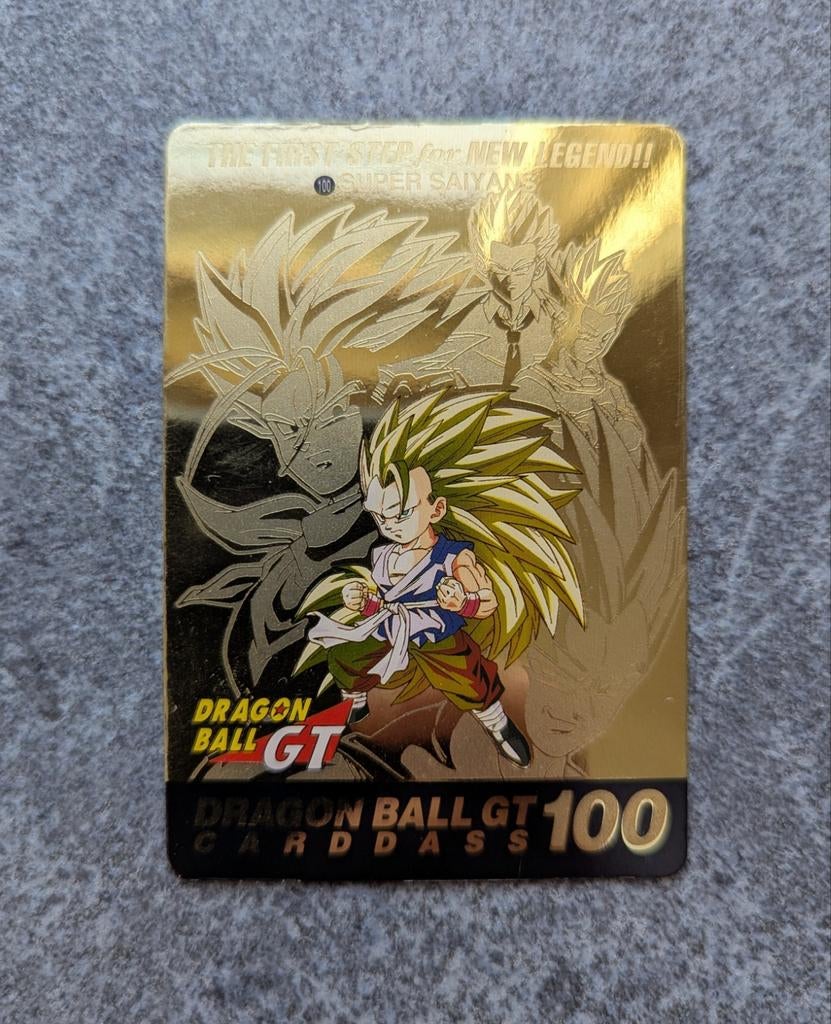 THE FIRST STEP for NEW LEGEND!!
100 SUPER SAIYANS
DRAGON
BALL GT
DRAGON BALL GT 100
CARDDASS